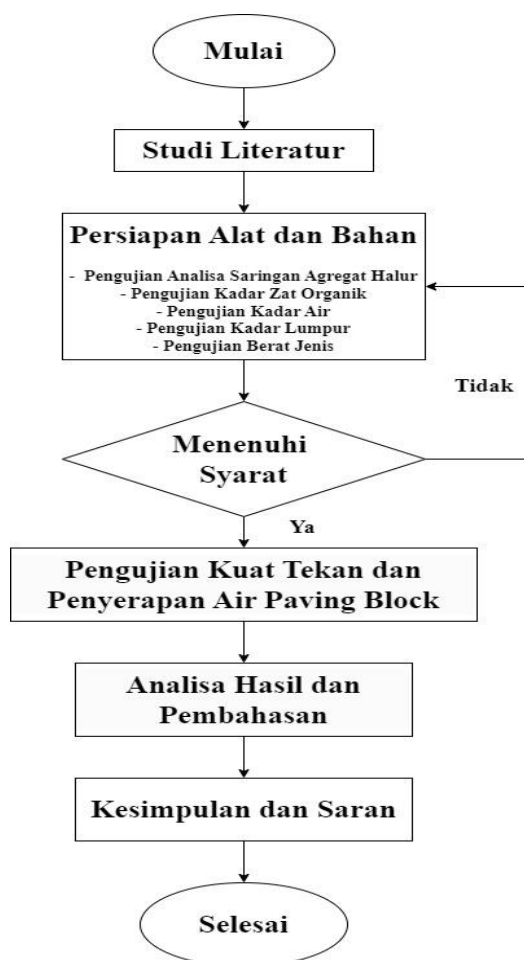 Mulai
Studi Literatur
Persiapan Alat dan Bahan
- Pengujian Analisa Saringan Agregat Halur
- Pengujian Kadar Zat Organik
- Pengujian Kadar Air
- Pengujian Kadar Lumpur
- Pengujian Berat Jenis
Tidak
Menenuhi
Syarat
Ya
Pengujian Kuat Tekan dan
Penyerapan Air Paving Block
Analisa Hasil dan
Pembahasan
Kesimpulan dan Saran
Selesai